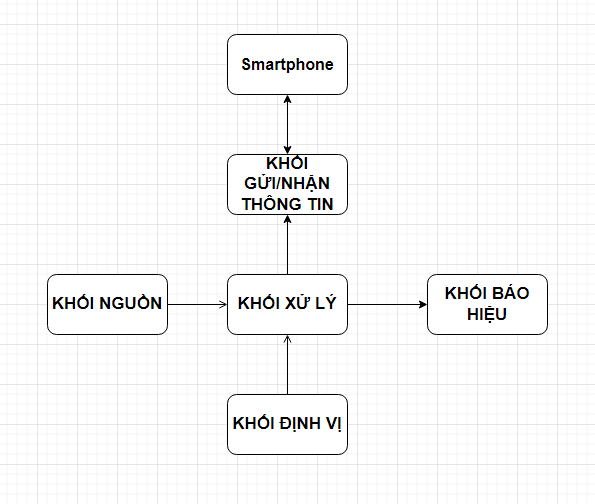 Smartphone
KHỐI
GỬI/NHẬN
THÔNG TIN
KHỐI NGUỒN
KHỐI XỬ LÝ
KHỐI BÁO
HIỆU
KHỐI ĐỊNH VỊ